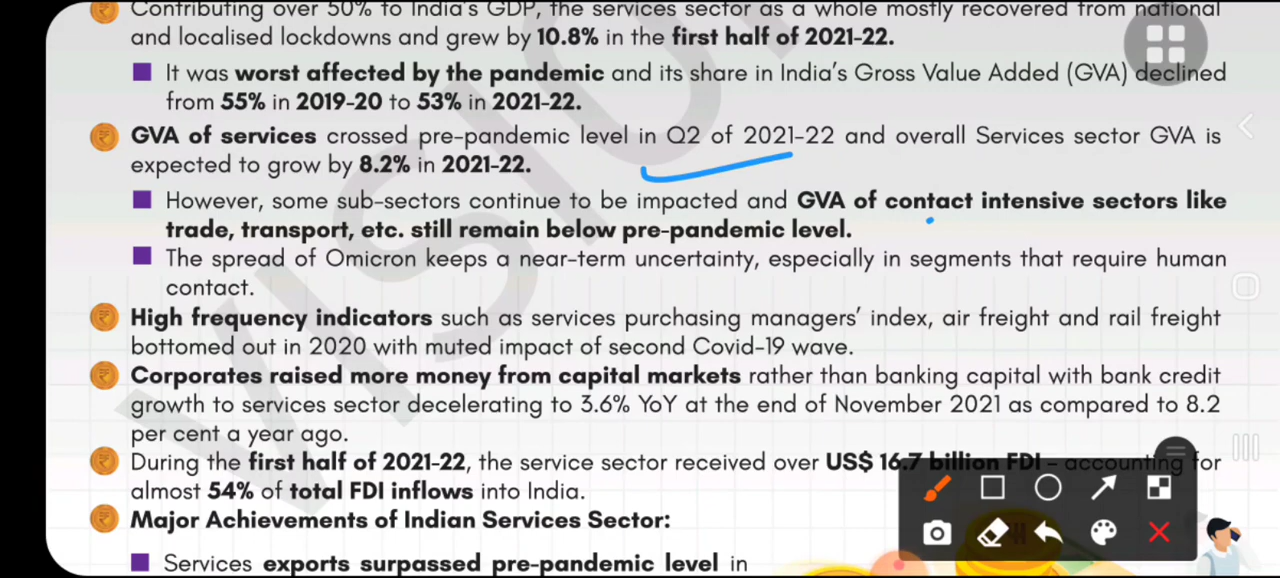 Contributing over 50% to India's GDP, the services sector as a whole mostly recovered from national
and localised lockdowns and grew by 10.8% in the first half of 2021-22.
It was worst affected by the pandemic and its share in India's Gross Value Added (GVA) declined
from 55% in 2019-20 to 53% in 2021-22.
GVA of services crossed pre-pandemic level in Q2 of 2021-22 and overall Services sector GVA is
expected to grow by 8.2% in 2021-22.
However, some sub-sectors continue to be impacted and GVA of contact intensive sectors like
trade, transport, etc. still remain below pre-pandemic level.
The spread of Omicron keeps a near-term uncertainty, especially in segments that require human
contact.
High frequency indicators such as services purchasing managers' index, air freight and rail freight
bottomed out in 2020 with muted impact of second Covid-19 wave.
Corporates raised more money from capital markets rather than banking capital with bank credit
growth to services sector decelerating to 3.6% YoY at the end of November 2021 as compared to 8.2
per cent a year ago.
During the first half of 2021-22, the service sector received over US$ 16.7 billion FDI – accounting for
almost 54% of total FDI inflows into India.
Major Achievements of Indian Services Sector:
Services exports surpassed pre-pandemic level in
VISION